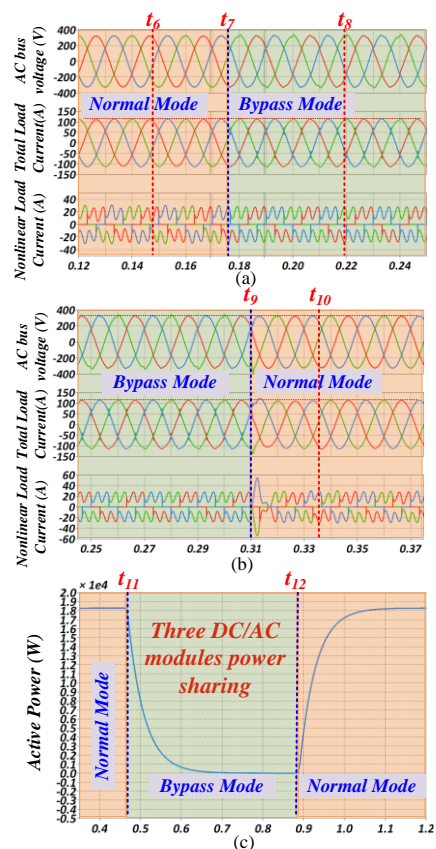 t6 t7 t8
AC bus
voltage (V)
400
200
0
-200
-400
Normal Mode Bypass Mode
Total Load
Current(A)
150
100
50
0
-50
-100
-150
Nonlinear Load
Current (A)
40
20
0
-20
-40
0.12 0.14 0.16 0.18 0.20 0.22 0.24
(a)
t9 t10
AC bus
voltage (V)
400
200
0
-200
-400
Bypass Mode Normal Mode
Total Load
Current(A)
150
100
50
0
-50
-100
-150
Nonlinear Load
Current (A)
60
40
20
0
-20
-40
-60
0.25 0.27 0.29 0.31 0.33 0.35 0.37
(b)
t11 t12
× 10⁴
Active Power (W)
2.0
1.9
1.8
1.7
1.6
1.5
1.4
1.3
1.2
1.1
1.0
0.9
0.8
0.7
0.6
0.5
0.4
0.3
0.2
0.1
0.0
-0.1
-0.2
-0.3
-0.4
-0.5
Three DC/AC
modules power
sharing
Normal Mode
Bypass Mode Normal Mode
0.4 0.5 0.6 0.7 0.8 0.9 1.0 1.1 1.2
(c)